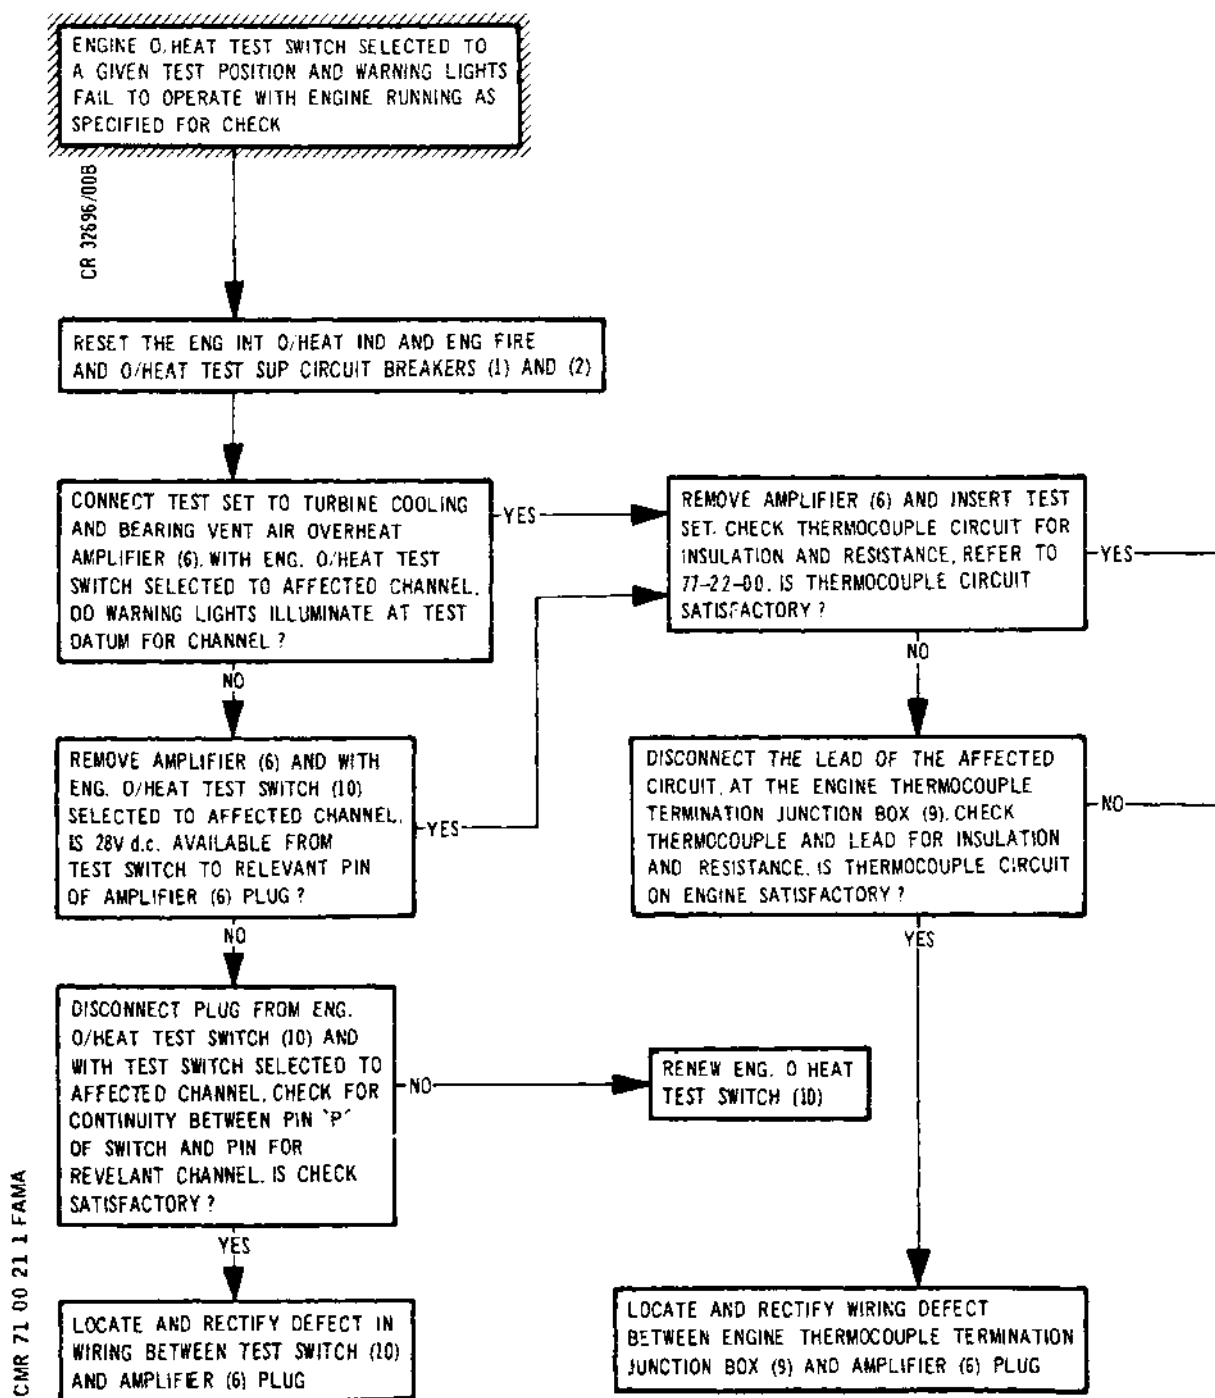 ENGINE O/HEAT TEST SWITCH SELECTED TO
A GIVEN TEST POSITION AND WARNING LIGHTS
FAIL TO OPERATE WITH ENGINE RUNNING AS
SPECIFIED FOR CHECK
CR 32696/00B
RESET THE ENG INT O/HEAT IND AND ENG FIRE
AND O/HEAT TEST SUP CIRCUIT BREAKERS (1) AND (2)
CONNECT TEST SET TO TURBINE COOLING
AND BEARING VENT AIR OVERHEAT
AMPLIFIER (6). WITH ENG. O/HEAT TEST
SWITCH SELECTED TO AFFECTED CHANNEL.
DO WARNING LIGHTS ILLUMINATE AT TEST
DATUM FOR CHANNEL ?
YES
REMOVE AMPLIFIER (6) AND INSERT TEST
SET. CHECK THERMOCOUPLE CIRCUIT FOR
INSULATION AND RESISTANCE. REFER TO
77-22-00. IS THERMOCOUPLE CIRCUIT
SATISFACTORY ?
YES
NO
NO
REMOVE AMPLIFIER (6) AND WITH
ENG. O/HEAT TEST SWITCH (10)
SELECTED TO AFFECTED CHANNEL.
IS 28V d.c. AVAILABLE FROM
TEST SWITCH TO RELEVANT PIN
OF AMPLIFIER (6) PLUG ?
YES
DISCONNECT THE LEAD OF THE AFFECTED
CIRCUIT, AT THE ENGINE THERMOCOUPLE
TERMINATION JUNCTION BOX (9). CHECK
THERMOCOUPLE AND LEAD FOR INSULATION
AND RESISTANCE. IS THERMOCOUPLE CIRCUIT
ON ENGINE SATISFACTORY ?
NO
NO
YES
DISCONNECT PLUG FROM ENG.
O/HEAT TEST SWITCH (10) AND
WITH TEST SWITCH SELECTED TO
AFFECTED CHANNEL, CHECK FOR
CONTINUITY BETWEEN PIN `P´
OF SWITCH AND PIN FOR
REVELANT CHANNEL. IS CHECK
SATISFACTORY ?
NO
RENEW ENG. O HEAT
TEST SWITCH (10)
YES
LOCATE AND RECTIFY DEFECT IN
WIRING BETWEEN TEST SWITCH (10)
AND AMPLIFIER (6) PLUG
LOCATE AND RECTIFY WIRING DEFECT
BETWEEN ENGINE THERMOCOUPLE TERMINATION
JUNCTION BOX (9) AND AMPLIFIER (6) PLUG
CMR 71 00 21 1 FAMA